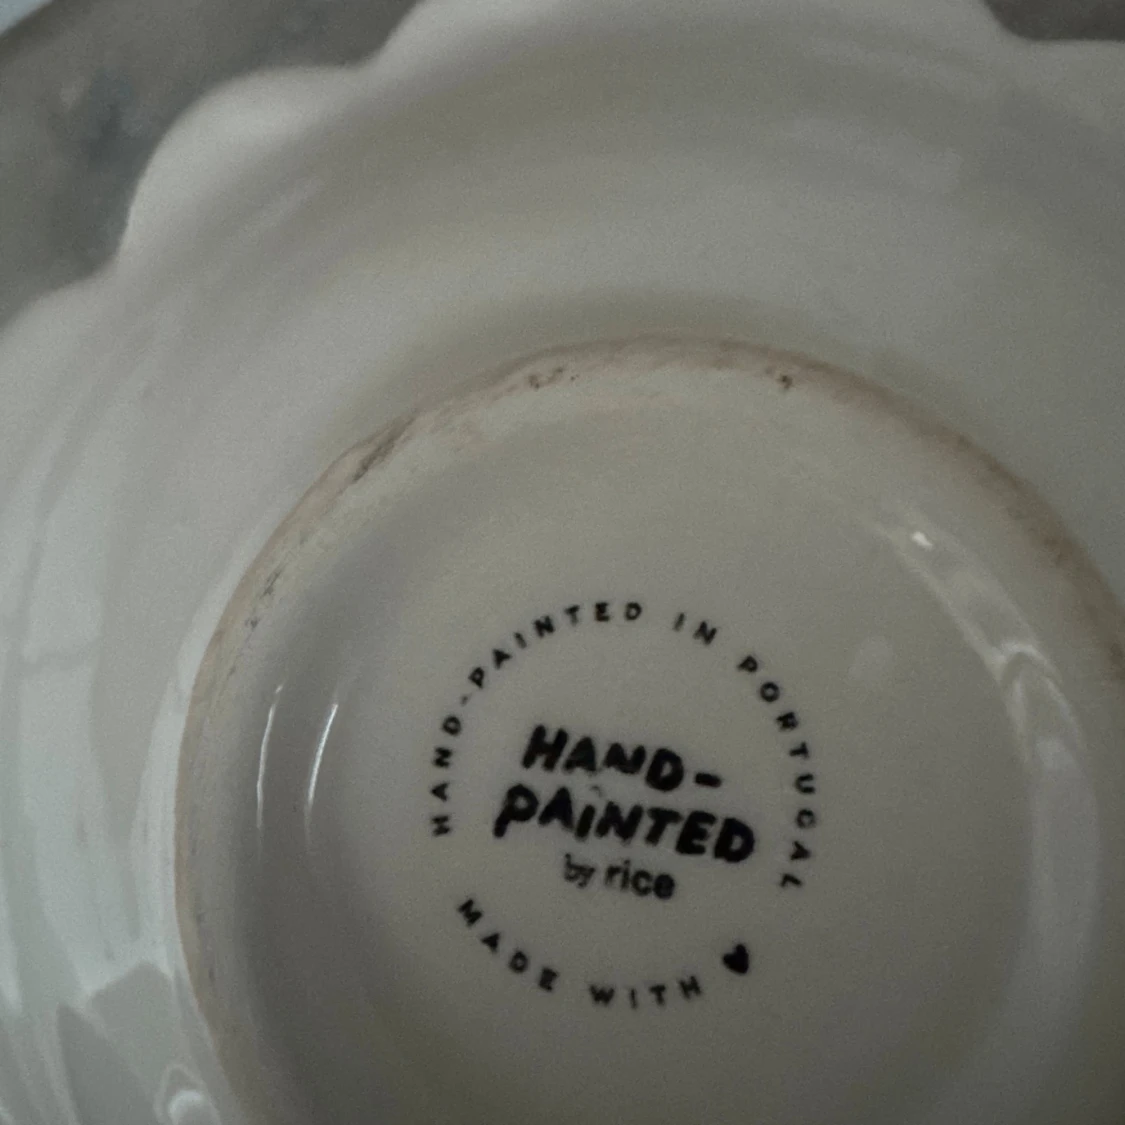 HAND-PAINTED IN PORTUGAL
HAND-
PAiNTED
by rice
MADE WITH ♥